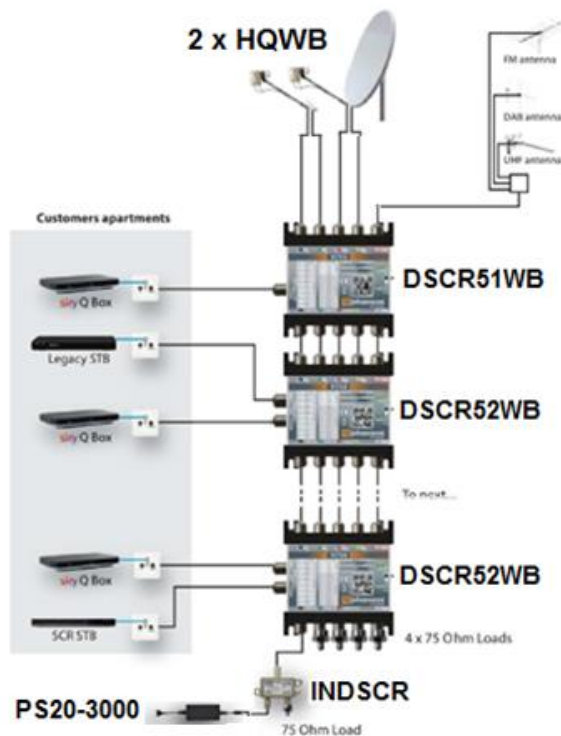 2 x HQWB
FM antenna
DAB antenna
UHF antenna
Customers apartments
DSCR51WB
sky Q Box
Legacy STB
DSCR52WB
sky Q Box
To next...
sky Q Box
DSCR52WB
SCR STB
4 x 75 Ohm Loads
INDSCR
PS20-3000
75 Ohm Load